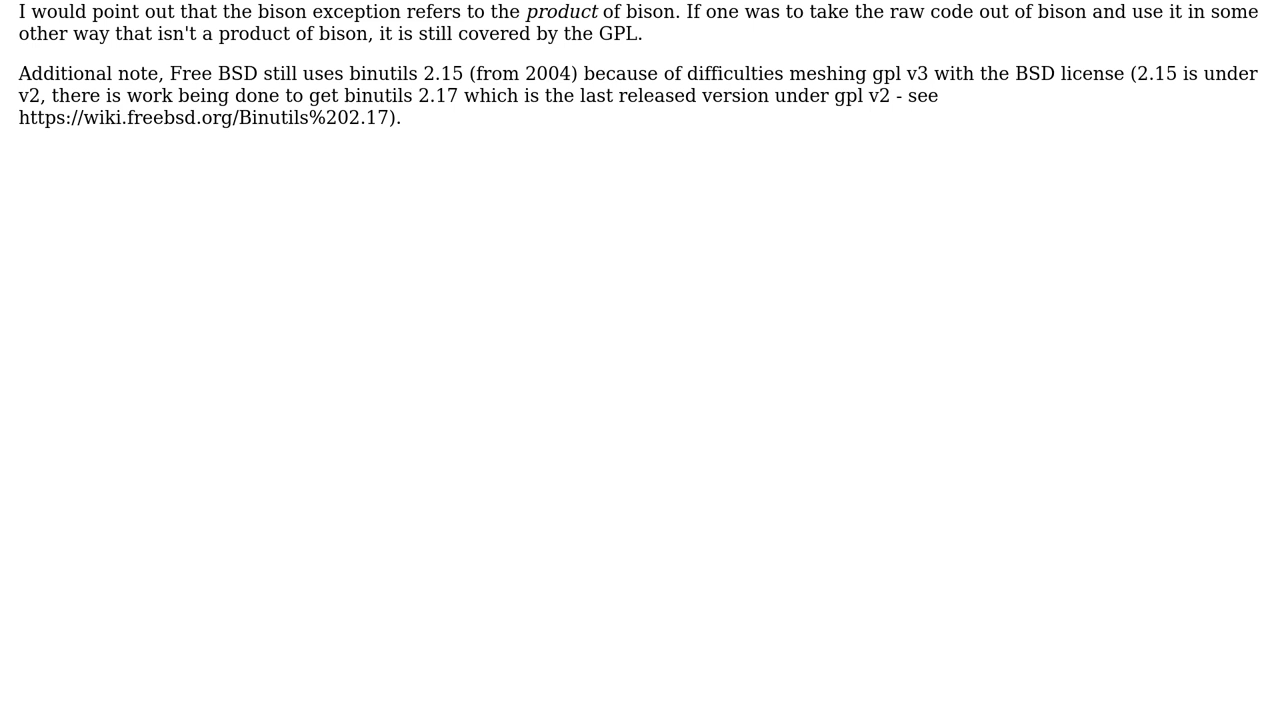 I would point out that the bison exception refers to the product of bison. If one was to take the raw code out of bison and use it in some
other way that isn't a product of bison, it is still covered by the GPL.
Additional note, Free BSD still uses binutils 2.15 (from 2004) because of difficulties meshing gpl v3 with the BSD license (2.15 is under
v2, there is work being done to get binutils 2.17 which is the last released version under gpl v2 - see
https://wiki.freebsd.org/Binutils%202.17).